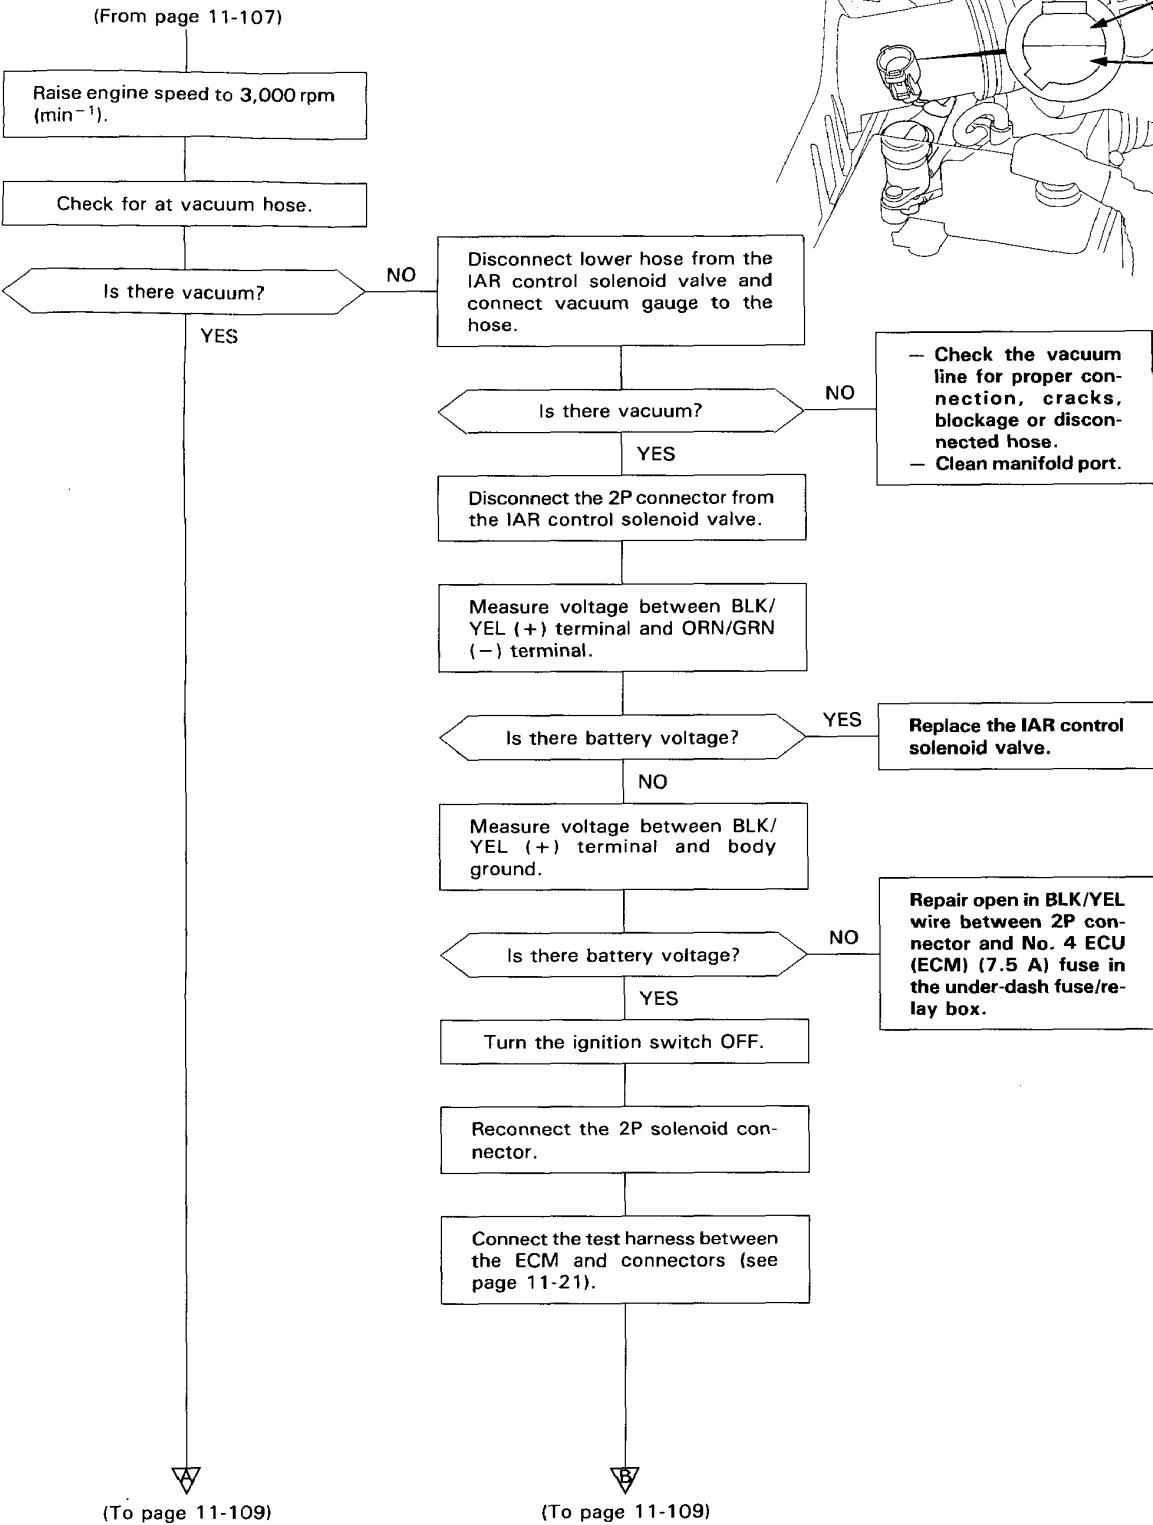 (From page 11-107)
Raise engine speed to 3,000 rpm
(min⁻¹).
Check for at vacuum hose.
Is there vacuum?
NO
YES
Disconnect lower hose from the
IAR control solenoid valve and
connect vacuum gauge to the
hose.
Is there vacuum?
NO
— Check the vacuum
line for proper con-
nection, cracks,
blockage or discon-
nected hose.
— Clean manifold port.
YES
Disconnect the 2P connector from
the IAR control solenoid valve.
Measure voltage between BLK/
YEL (+) terminal and ORN/GRN
(−) terminal.
Is there battery voltage?
YES
Replace the IAR control
solenoid valve.
NO
Measure voltage between BLK/
YEL (+) terminal and body
ground.
Is there battery voltage?
NO
Repair open in BLK/YEL
wire between 2P con-
nector and No. 4 ECU
(ECM) (7.5 A) fuse in
the under-dash fuse/re-
lay box.
YES
Turn the ignition switch OFF.
Reconnect the 2P solenoid con-
nector.
Connect the test harness between
the ECM and connectors (see
page 11-21).
A
(To page 11-109)
B
(To page 11-109)